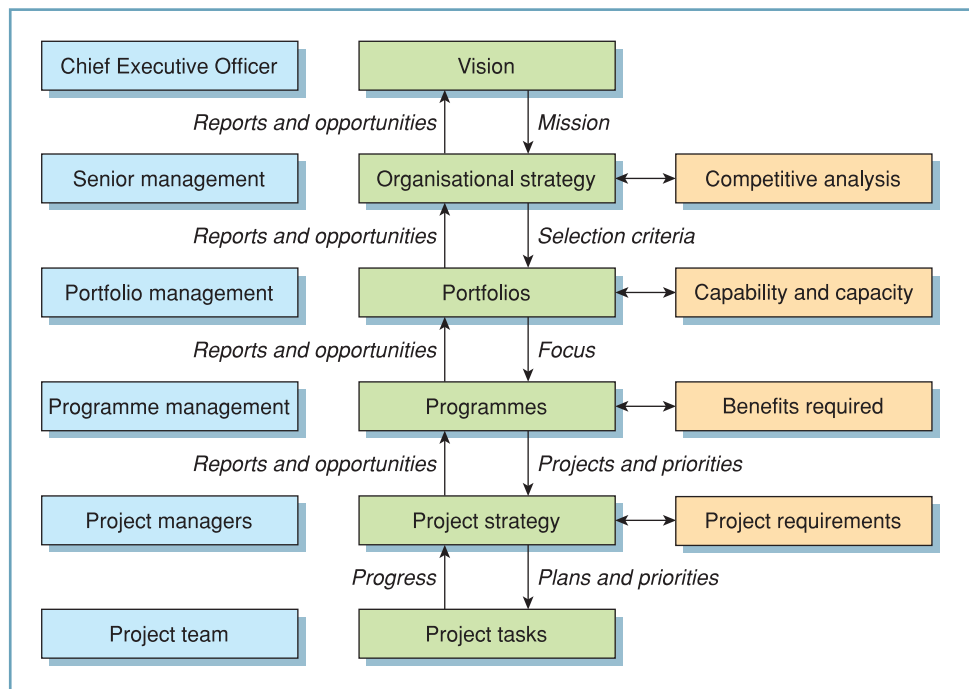 Chief Executive Officer
Vision
Reports and opportunities
Mission
Senior management
Organisational strategy
Competitive analysis
Reports and opportunities
Selection criteria
Portfolio management
Portfolios
Capability and capacity
Reports and opportunities
Focus
Programme management
Programmes
Benefits required
Reports and opportunities
Projects and priorities
Project managers
Project strategy
Project requirements
Progress
Plans and priorities
Project team
Project tasks